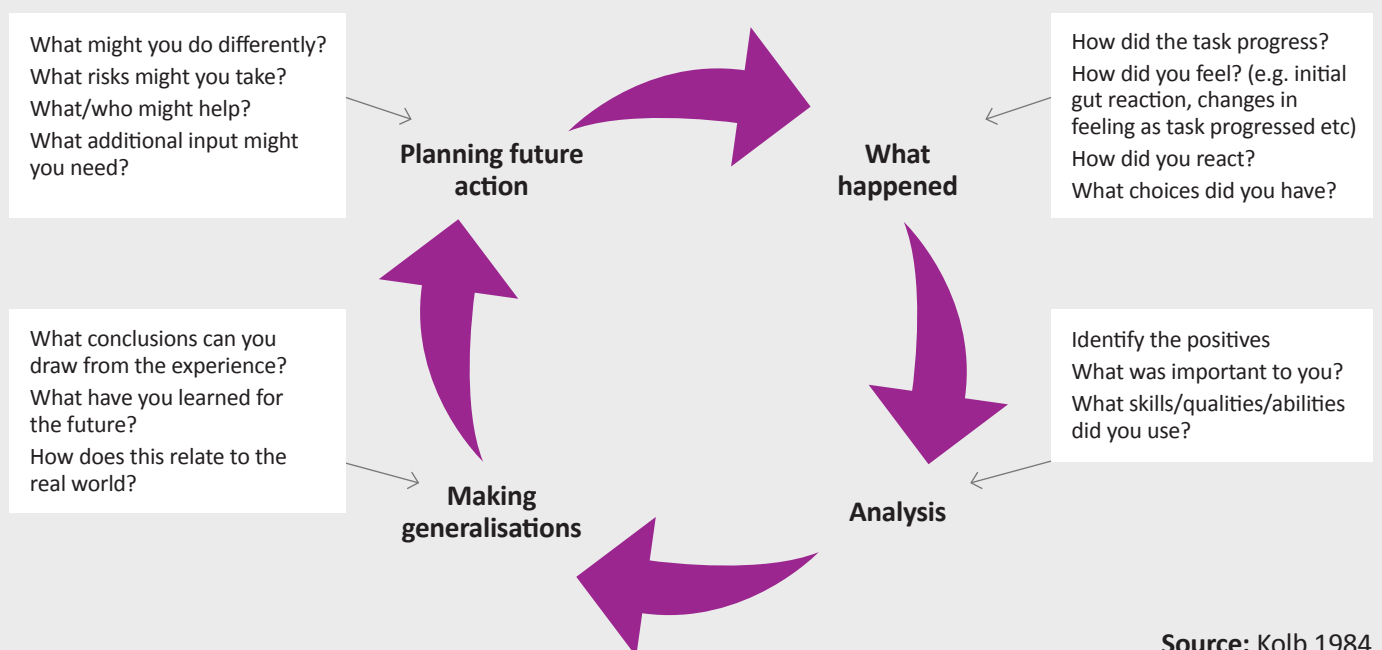 What might you do differently?
What risks might you take?
What/who might help?
What additional input might
you need?
Planning future
action
What
happened
How did the task progress?
How did you feel? (e.g. initial
gut reaction, changes in
feeling as task progressed etc)
How did you react?
What choices did you have?
What conclusions can you
draw from the experience?
What have you learned for
the future?
How does this relate to the
real world?
Making
generalisations
Analysis
Identify the positives
What was important to you?
What skills/qualities/abilities
did you use?
Source: Kolb 1984